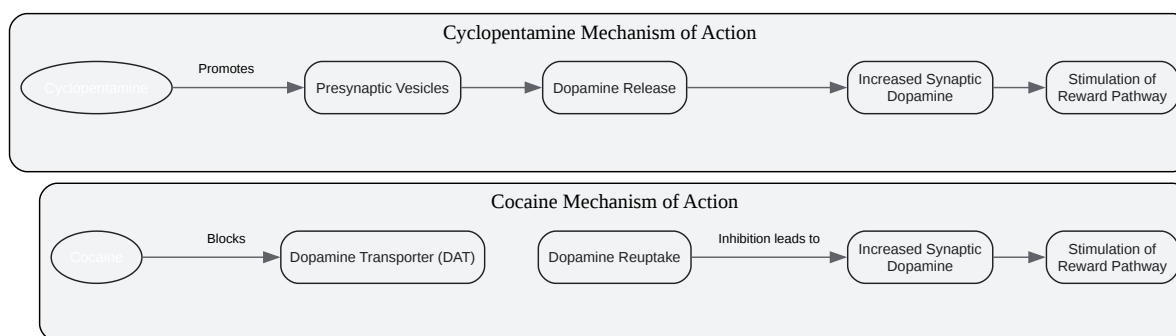 Cyclopentamine Mechanism of Action
Cyclopentamine
Promotes
Presynaptic Vesicles
Dopamine Release
Increased Synaptic
Dopamine
Stimulation of
Reward Pathway
Cocaine Mechanism of Action
Cocaine
Blocks
Dopamine Transporter (DAT)
Dopamine Reuptake
Inhibition leads to
Increased Synaptic
Dopamine
Stimulation of
Reward Pathway